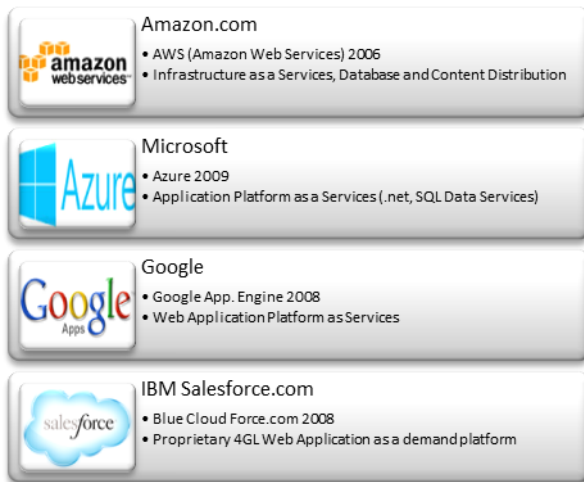 Amazon.com
amazon
webservices™
• AWS (Amazon Web Services) 2006
• Infrastructure as a Services, Database and Content Distribution
Microsoft
Azure
• Azure 2009
• Application Platform as a Services (.net, SQL Data Services)
Google
Google
Apps
• Google App. Engine 2008
• Web Application Platform as Services
IBM Salesforce.com
salesforce
• Blue Cloud Force.com 2008
• Proprietary 4GL Web Application as a demand platform